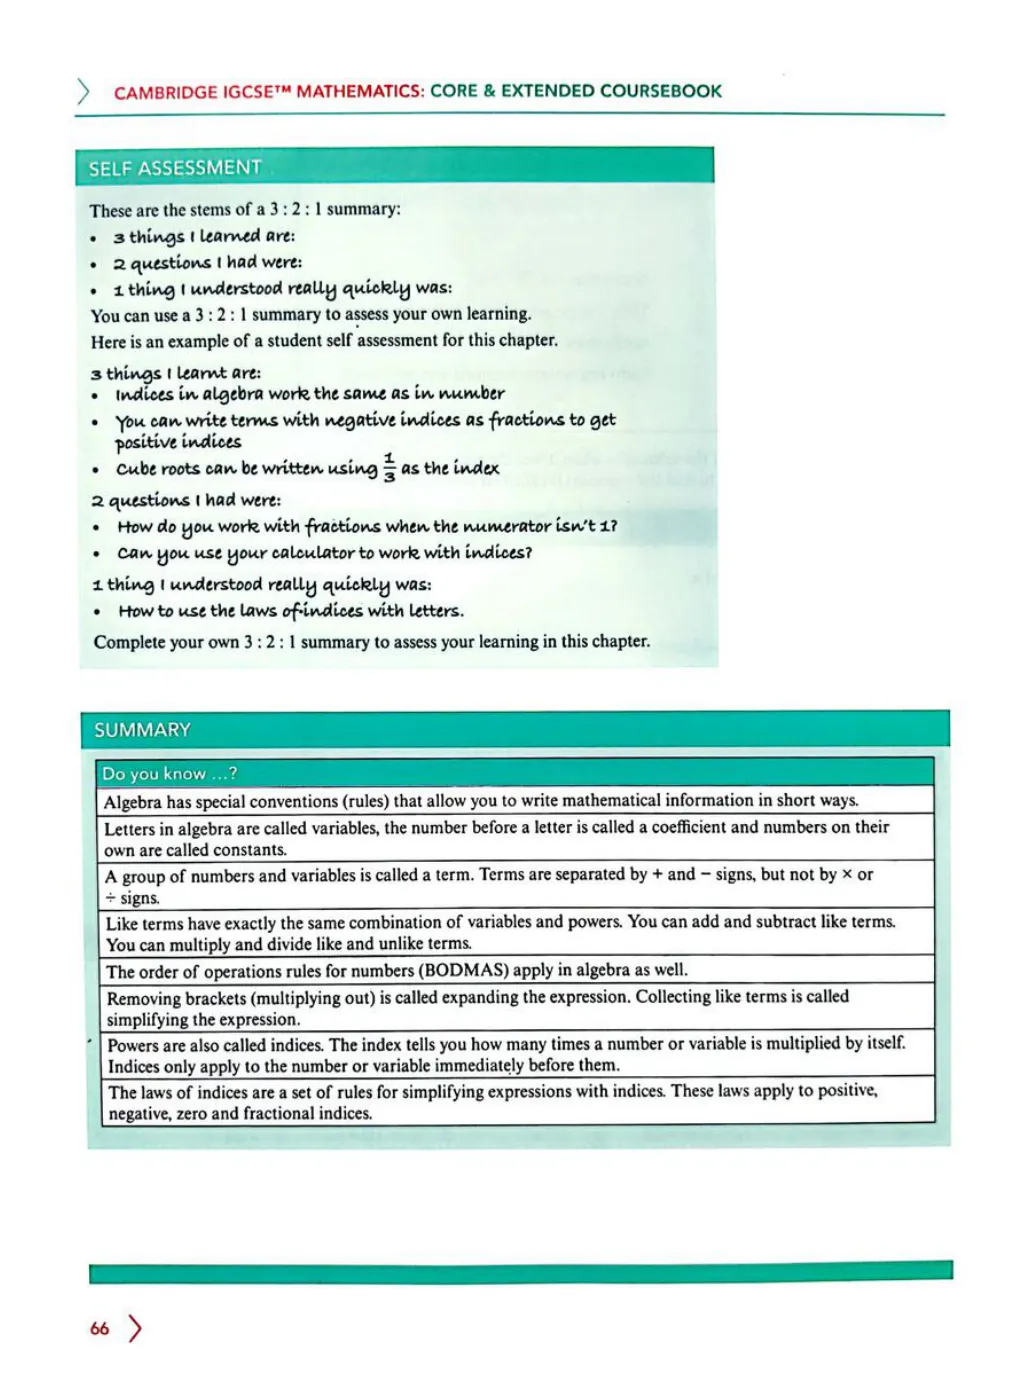 CAMBRIDGE IGCSE™ MATHEMATICS: CORE & EXTENDED COURSEBOOK
SELF ASSESSMENT
These are the stems of a 3 : 2 : 1 summary:
• 3 things I learned are:
• 2 questions I had were:
• 1 thing I understood really quickly was:
You can use a 3 : 2 : 1 summary to assess your own learning.
Here is an example of a student self assessment for this chapter.
3 things I learnt are:
• Indices in algebra work the same as in number
• You can write terms with negative indices as fractions to get
positive indices
• Cube roots can be written using 1/3 as the index
2 questions I had were:
• How do you work with fractions when the numerator isn't 1?
• Can you use your calculator to work with indices?
1 thing I understood really quickly was:
• How to use the laws of indices with letters.
Complete your own 3 : 2 : 1 summary to assess your learning in this chapter.
SUMMARY
Do you know ...?
Algebra has special conventions (rules) that allow you to write mathematical information in short ways.
Letters in algebra are called variables, the number before a letter is called a coefficient and numbers on their
own are called constants.
A group of numbers and variables is called a term. Terms are separated by + and − signs, but not by × or
÷ signs.
Like terms have exactly the same combination of variables and powers. You can add and subtract like terms.
You can multiply and divide like and unlike terms.
The order of operations rules for numbers (BODMAS) apply in algebra as well.
Removing brackets (multiplying out) is called expanding the expression. Collecting like terms is called
simplifying the expression.
Powers are also called indices. The index tells you how many times a number or variable is multiplied by itself.
Indices only apply to the number or variable immediately before them.
The laws of indices are a set of rules for simplifying expressions with indices. These laws apply to positive,
negative, zero and fractional indices.
66